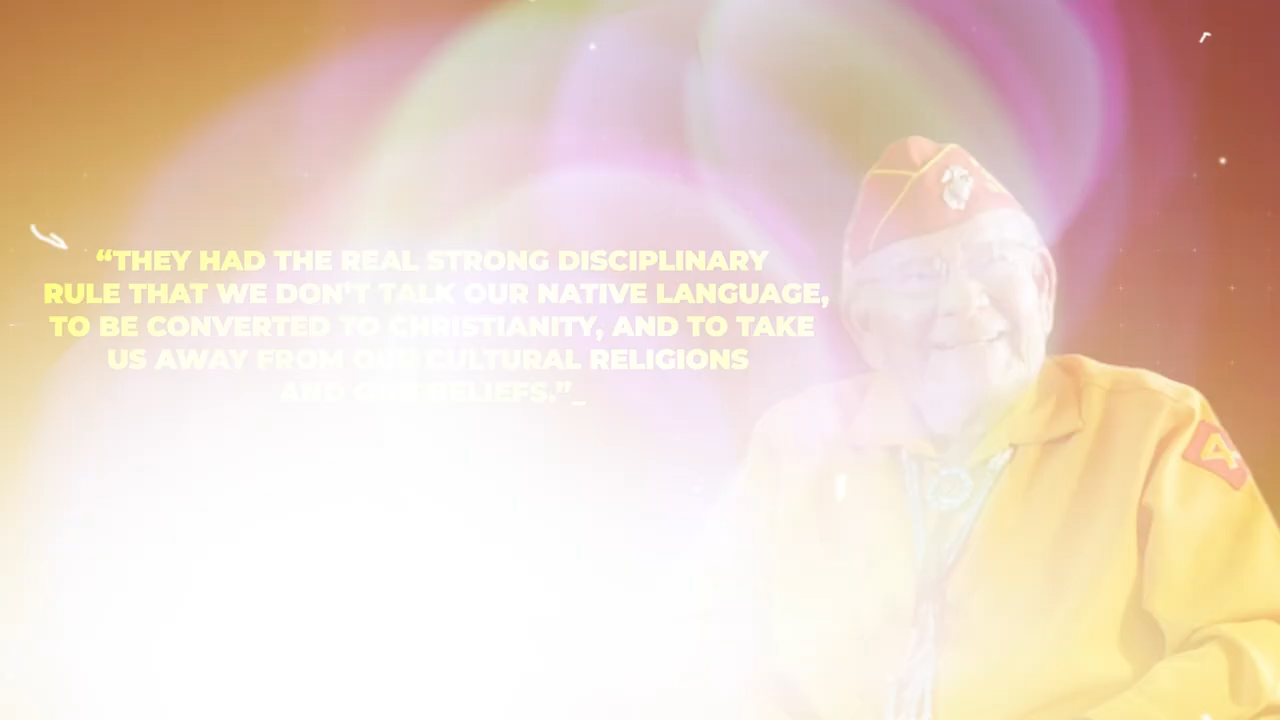 “THEY HAD THE REAL STRONG DISCIPLINARY
RULE THAT WE DON'T TALK OUR NATIVE LANGUAGE,
TO BE CONVERTED TO CHRISTIANITY, AND TO TAKE
US AWAY FROM OUR CULTURAL RELIGIONS
AND OUR BELIEFS.”_
4